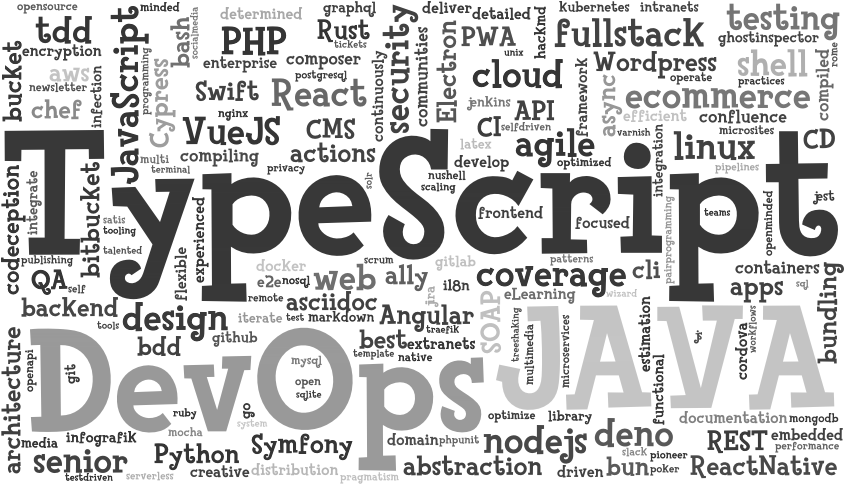 opensource
tdd
encryption
bucket
aws
newsletter
chef
infection
JavaScript
minded
programming
Cypress
bash
socialmedia
determined
PHP
enterprise
Swift
nginx
VueJS
compiling
multi
terminal
graphql
Rust
tickets
composer
postgresql
React
CMS
actions
privacy
solr
continuously
security
deliver
communities
detailed
PWA
unix
Electron
hackmd
cloud
jenkins
API
CI
selfdriven
latex
agile
nushell
scaling
develop
optimized
Kubernetes
intranets
fullstack
framework
Wordpress
async
operate
ecommerce
efficient
varnish
confluence
microsites
integration
linux
pipelines
testing
ghostinspector
shell
practices
compiled
rome
CD
jest
TypeScript
frontend
focused
teams
openminded
pairprogramming
codeception
integrate
bitbucket
satis
tooling
talented
publishing
QA
self
flexible
experienced
docker
e2e
nosql
remote
scrum
web
ally
gitlab
jra
i18n
patterns
coverage
cli
containers
apps
sql
bundling
backend
tools
design
iterate
test
asciidoc
markdown
Angular
traefik
SOAP
eLearning
wizard
treeshaking
multimedia
microservices
estimation
functional
cordova
workflows
architecture
openapi
git
bdd
github
best
extranets
template
native
DevOps
mysql
open
sqlite
JAVA
ruby
go
system
mocha
media
infografik
senior
testdriven
serverless
Python
creative
Symfony
distribution
pragmatism
domain
phpunit
abstraction
optimize
library
nodejs
driven
deno
slack
bun
poker
pioneer
documentation
mongodb
REST
embedded
performance
ReactNative